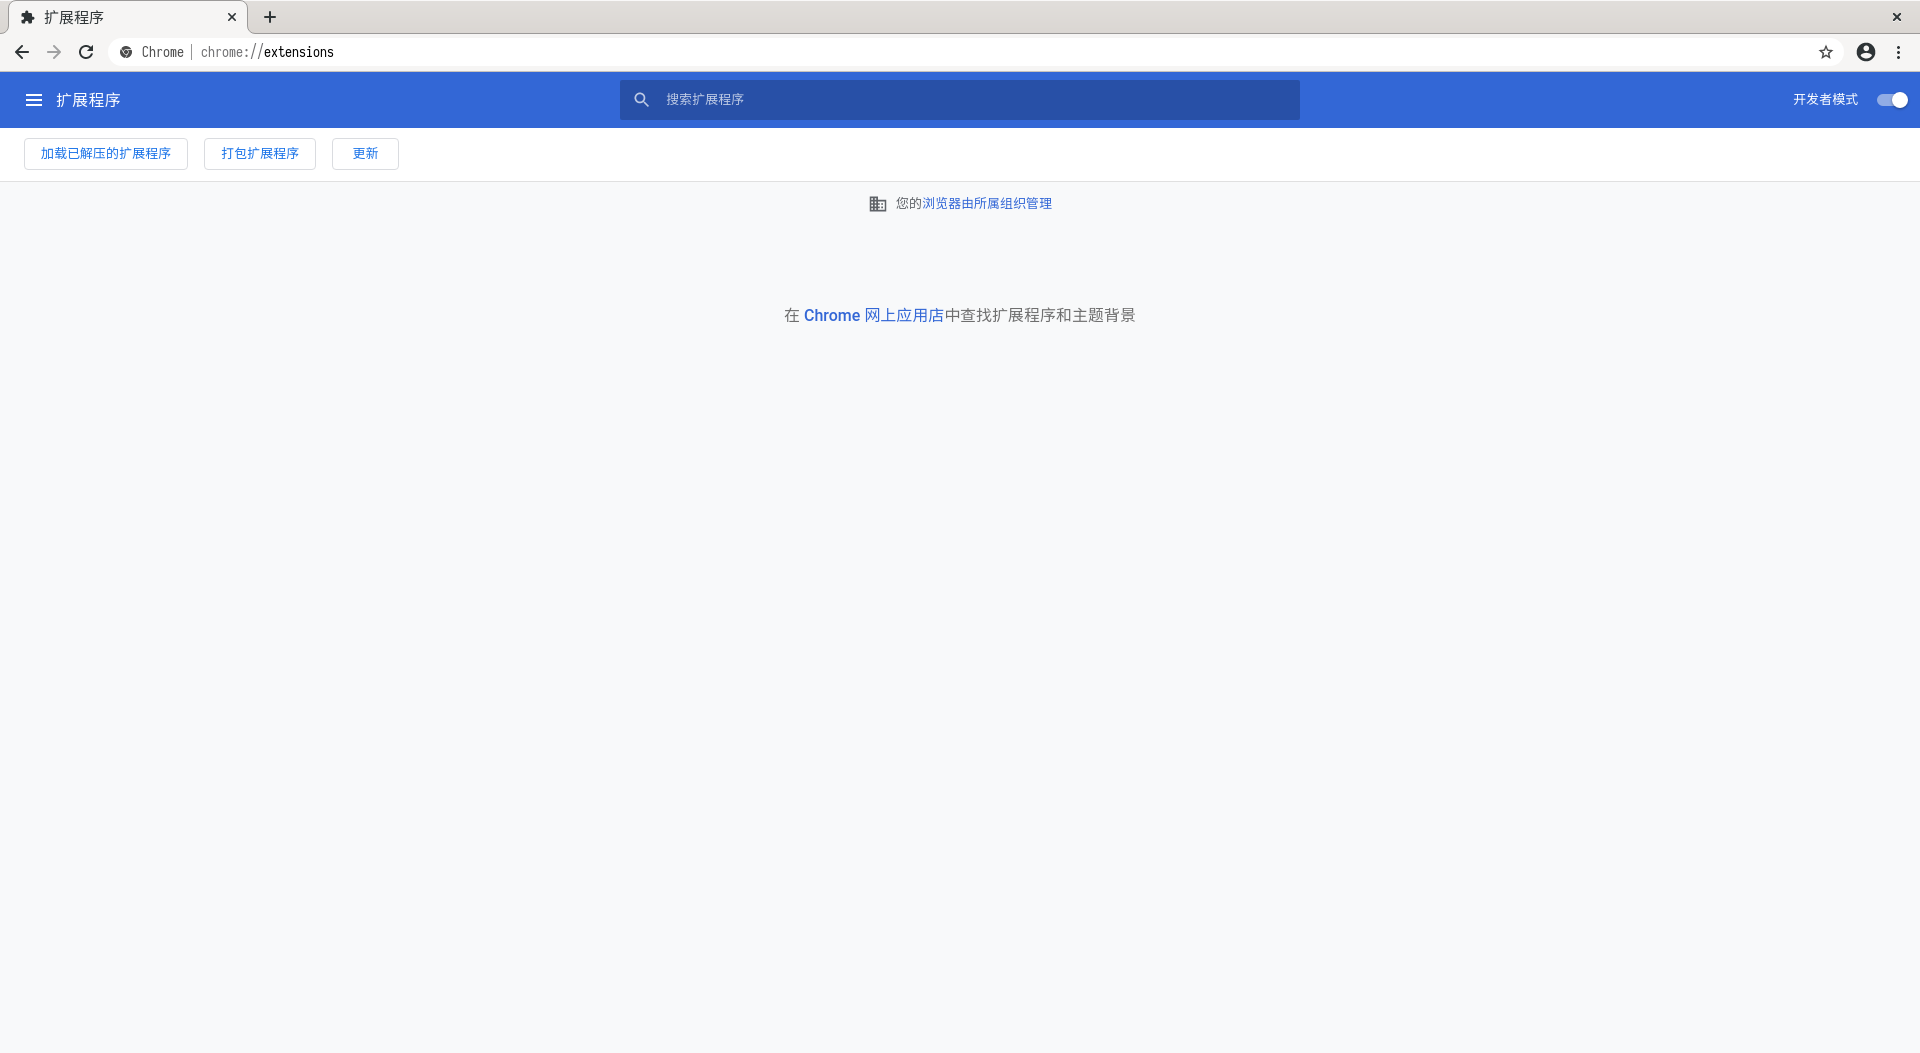 扩展程序
Chrome | chrome://extensions
扩展程序
搜索扩展程序
开发者模式
加载已解压的扩展程序
打包扩展程序
更新
您的浏览器由所属组织管理
在 Chrome 网上应用店中查找扩展程序和主题背景